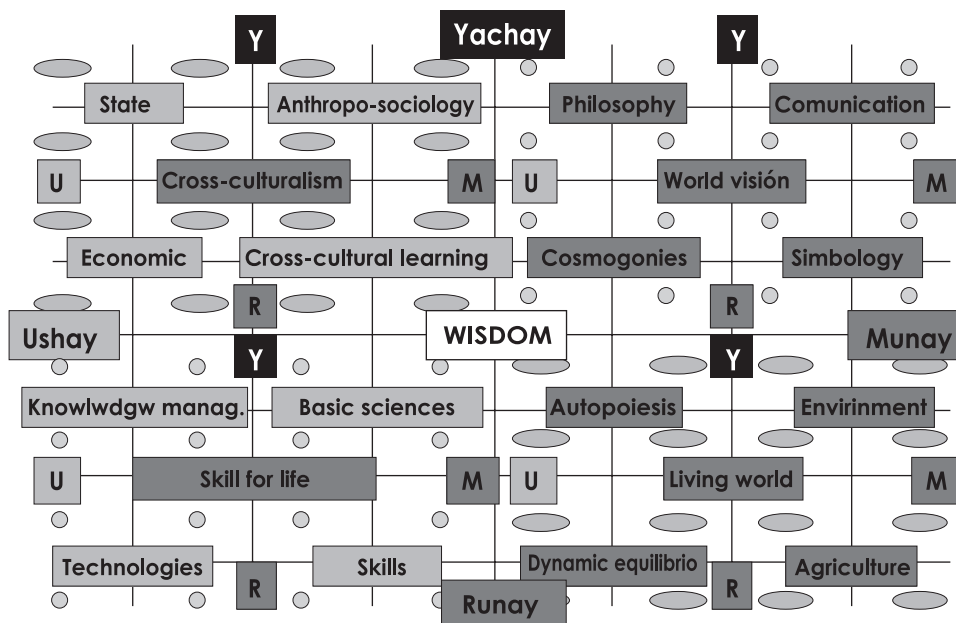 Y
Yachay
Y
State
Anthropo-sociology
Philosophy
Comunication
U
Cross-culturalism
M
U
World visión
M
Economic
Cross-cultural learning
Cosmogonies
Simbology
R
R
Ushay
WISDOM
Munay
Y
Y
Knowlwdgw manag.
Basic sciences
Autopoiesis
Envirinment
U
Skill for life
M
U
Living world
M
Technologies
R
Skills
Dynamic equilibrio
R
Agriculture
Runay